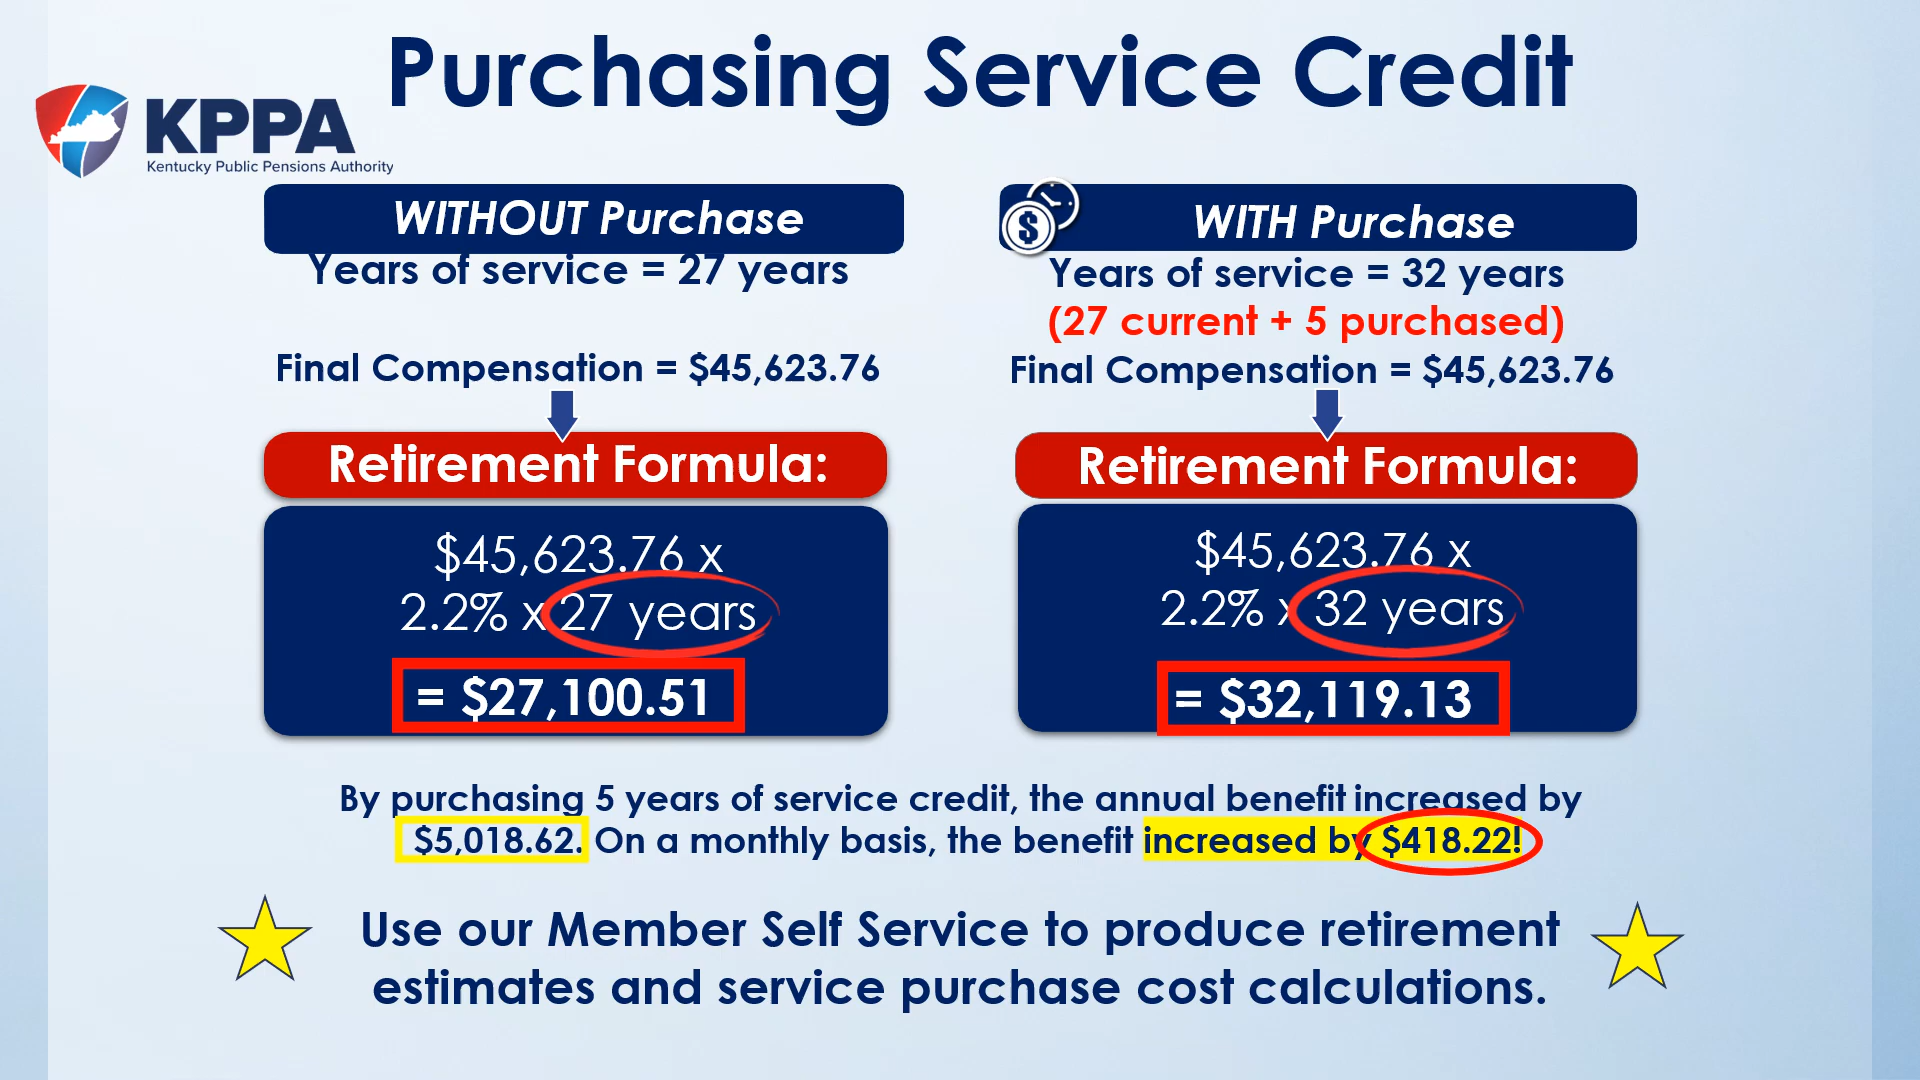 Purchasing Service Credit
KPPA
Kentucky Public Pensions Authority
WITHOUT Purchase
Years of service = 27 years
Final Compensation = $45,623.76
Retirement Formula:
$45,623.76 x
2.2% x 27 years
= $27,100.51
$
WITH Purchase
Years of service = 32 years
(27 current + 5 purchased)
Final Compensation = $45,623.76
Retirement Formula:
$45,623.76 x
2.2% x 32 years
= $32,119.13
By purchasing 5 years of service credit, the annual benefit increased by
$5,018.62. On a monthly basis, the benefit increased by $418.22!
Use our Member Self Service to produce retirement
estimates and service purchase cost calculations.